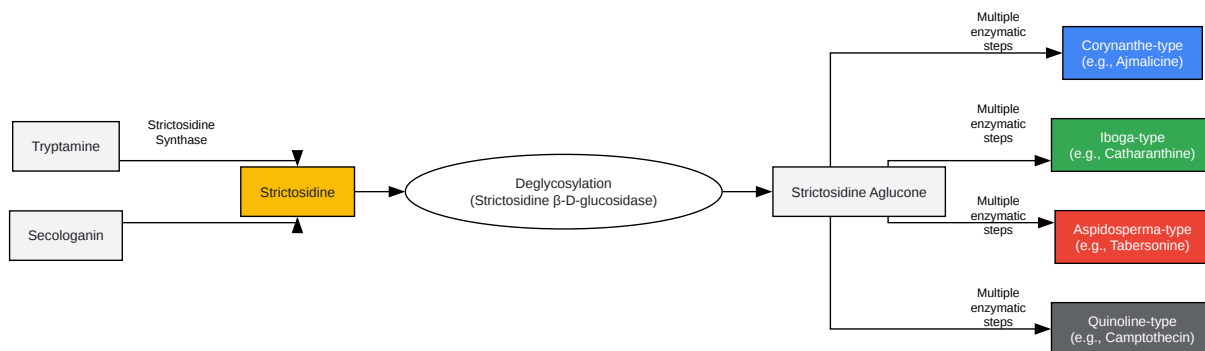 Tryptamine
Secologanin
Strictosidine
Synthase
Strictosidine
Deglycosylation
(Strictosidine β-D-glucosidase)
Strictosidine Aglucone
Multiple
enzymatic
steps
Corynanthe-type
(e.g., Ajmalicine)
Multiple
enzymatic
steps
Iboga-type
(e.g., Catharanthine)
Multiple
enzymatic
steps
Aspidosperma-type
(e.g., Tabersonine)
Multiple
enzymatic
steps
Quinoline-type
(e.g., Camptothecin)